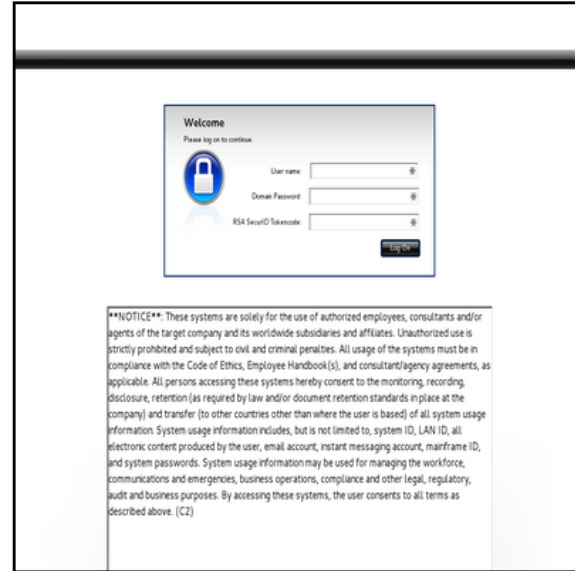 Welcome
Please log on to continue.
User name:
Domain Password:
RSA SecurID Tokencode:
Log On
**NOTICE**: These systems are solely for the use of authorized employees, consultants and/or
agents of the target company and its worldwide subsidiaries and affiliates. Unauthorized use is
strictly prohibited and subject to civil and criminal penalties. All usage of the systems must be in
compliance with the Code of Ethics, Employee Handbook(s), and consultant/agency agreements, as
applicable. All persons accessing these systems hereby consent to the monitoring, recording,
disclosure, retention (as required by law and/or document retention standards in place at the
company) and transfer (to other countries other than where the user is based) of all system usage
information. System usage information includes, but is not limited to, system ID, LAN ID, all
electronic content produced by the user, email account, instant messaging account, mainframe ID,
and system passwords. System usage information may be used for managing the workforce,
communications and emergencies, business operations, compliance and other legal, regulatory,
audit and business purposes. By accessing these systems, the user consents to all terms as
described above. (C2)